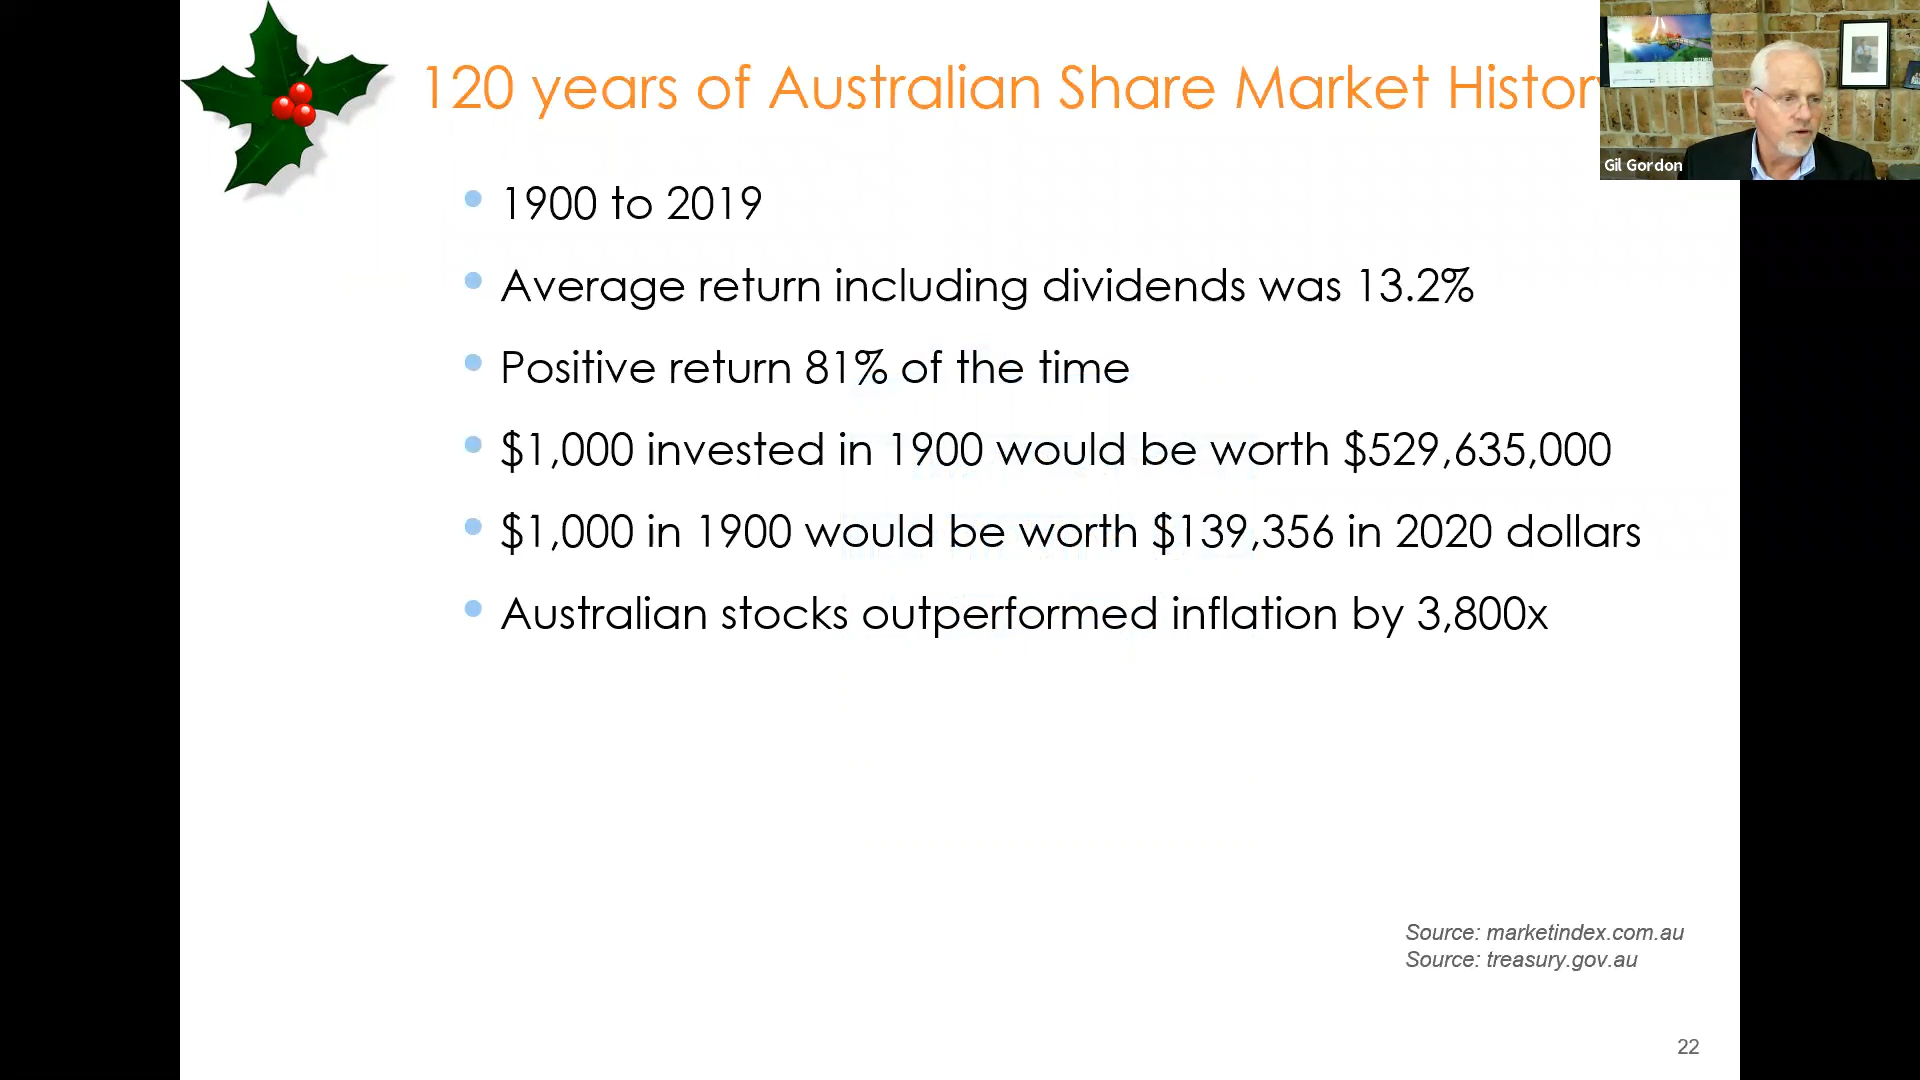 120 years of Australian Share Market Histor
Gil Gordon
1900 to 2019
Average return including dividends was 13.2%
Positive return 81% of the time
$1,000 invested in 1900 would be worth $529,635,000
$1,000 in 1900 would be worth $139,356 in 2020 dollars
Australian stocks outperformed inflation by 3,800x
Source: marketindex.com.au
Source: treasury.gov.au
22